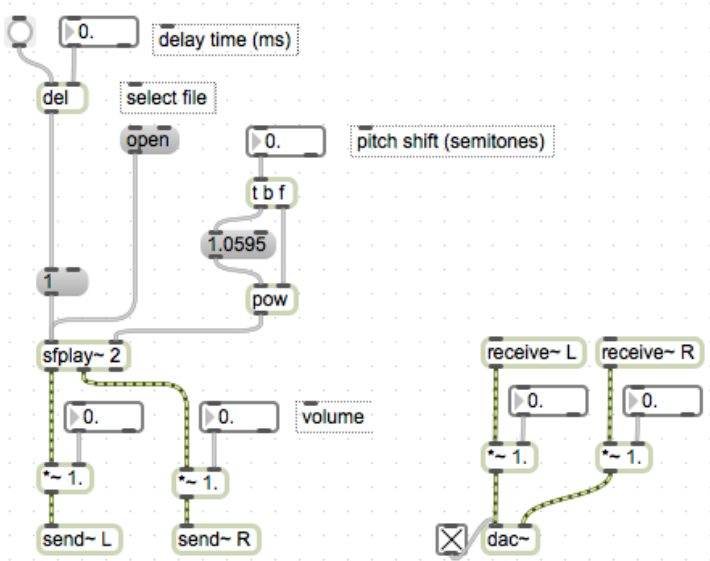 0.
delay time (ms)
del
select file
open
0.
pitch shift (semitones)
t b f
1.0595
1
pow
sfplay~ 2
receive~ L
receive~ R
0.
0.
volume
0.
0.
*~ 1.
*~ 1.
*~ 1.
*~ 1.
send~ L
send~ R
dac~